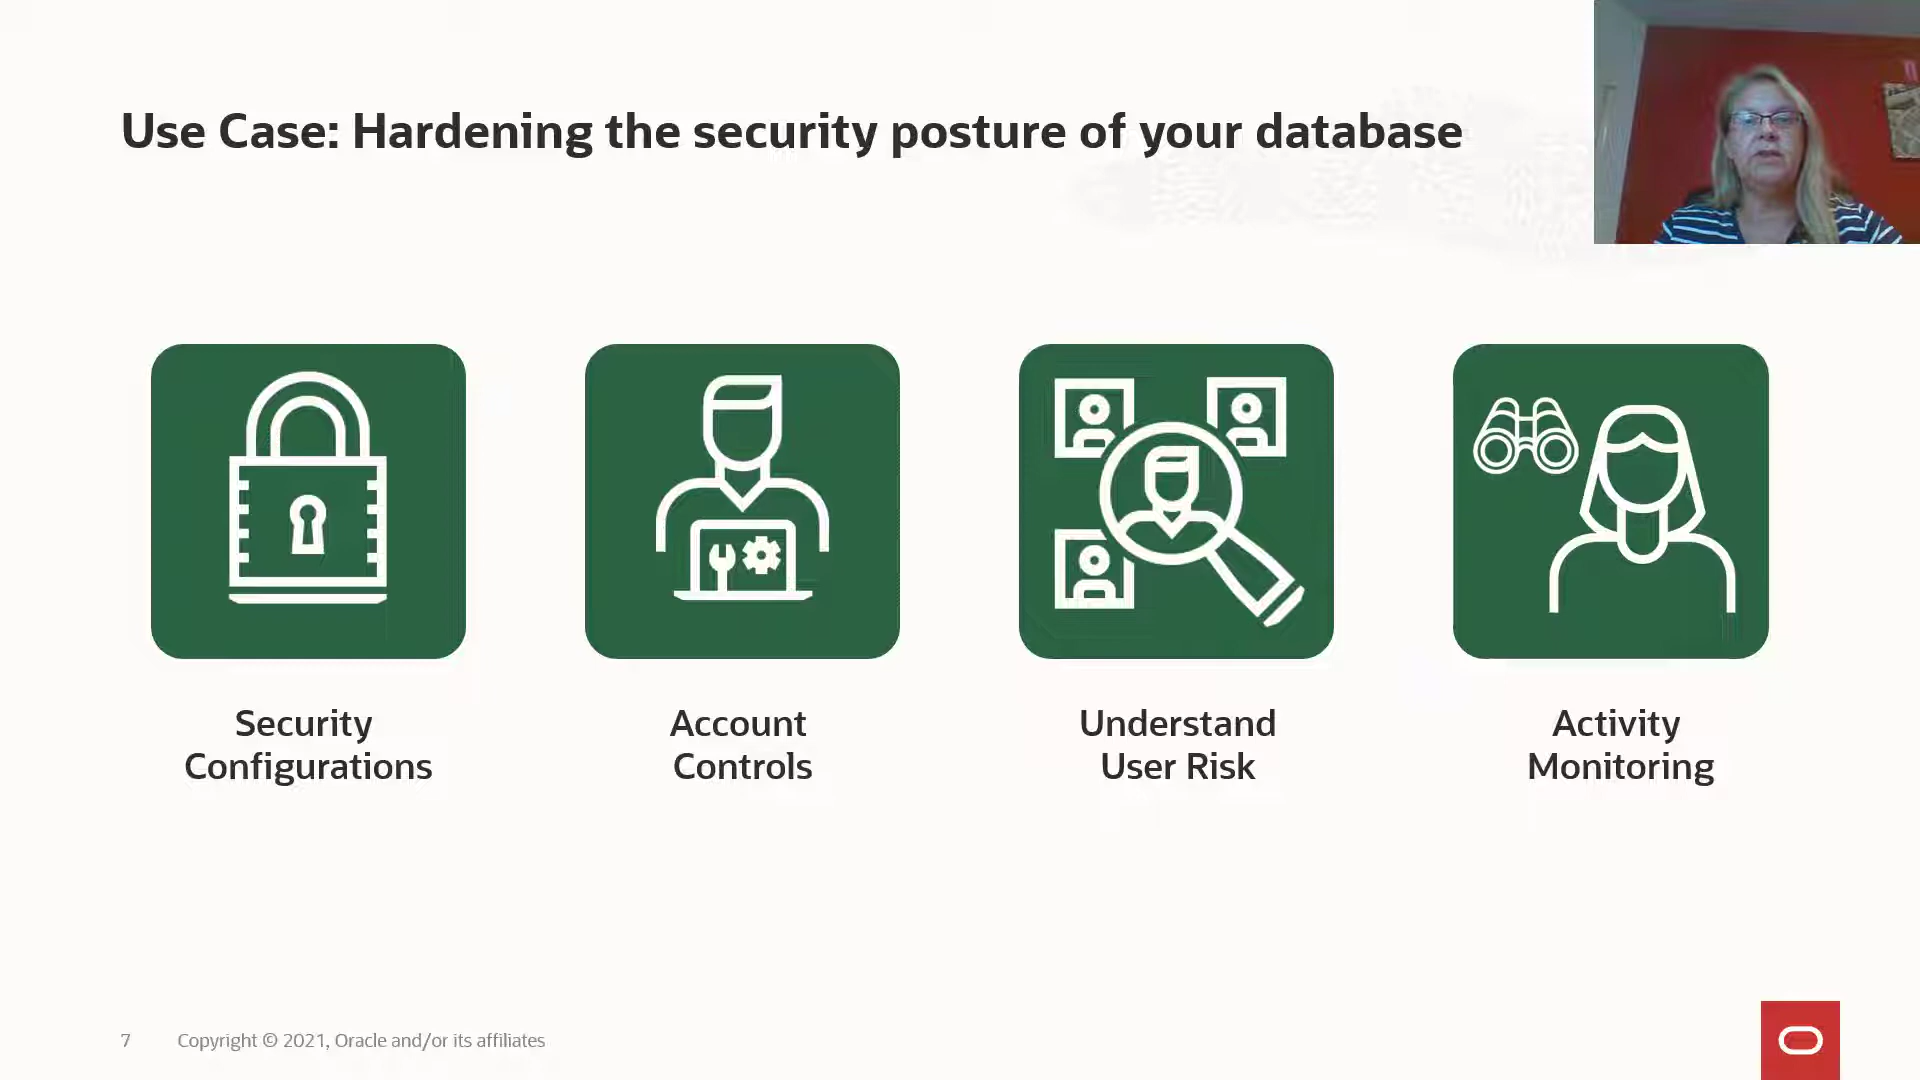 Use Case: Hardening the security posture of your database
Security
Configurations
Account
Controls
Understand
User Risk
Activity
Monitoring
7 Copyright © 2021, Oracle and/or its affiliates